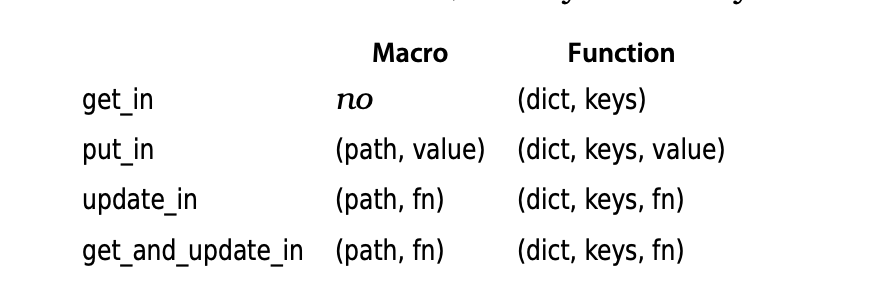 Macro Function
get_in no (dict, keys)
put_in (path, value) (dict, keys, value)
update_in (path, fn) (dict, keys, fn)
get_and_update_in (path, fn) (dict, keys, fn)